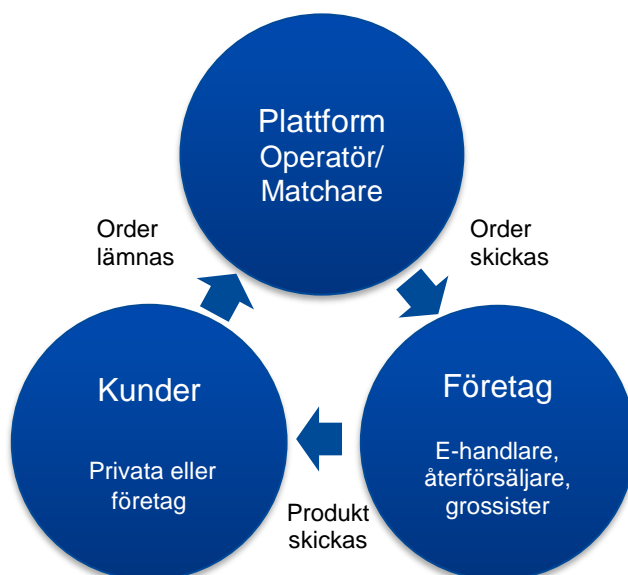 Plattform
Operatör/
Matchare
Order
lämnas
Order
skickas
Kunder
Privata eller
företag
Företag
E-handlare,
återförsäljare,
grossister
Produkt
skickas